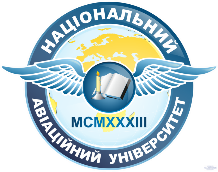 НАЦІОНАЛЬНИЙ
MCMXXXIII
АВІАЦІЙНИЙ УНІВЕРСИТЕТ